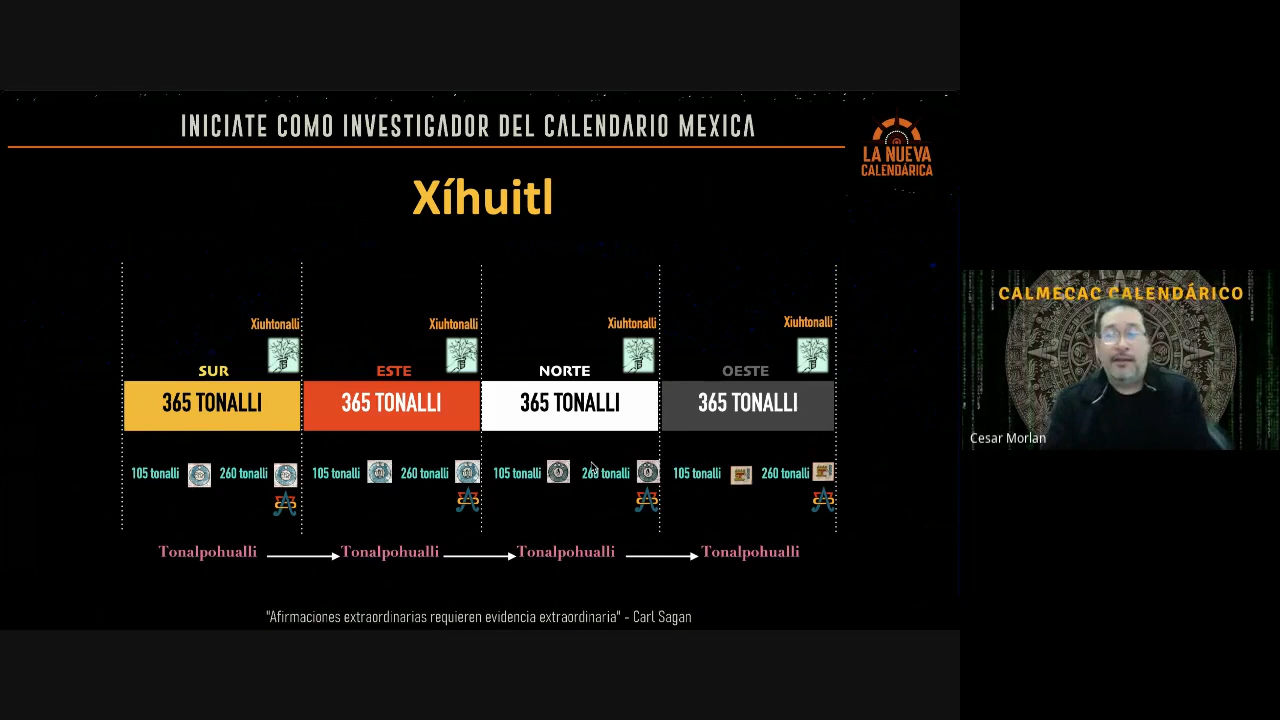 INICIATE COMO INVESTIGADOR DEL CALENDARIO MEXICA
LA NUEVA
CALENDÁRICA
Xíhuitl
Xiuhtonalli Xiuhtonalli Xiuhtonalli Xiuhtonalli
SUR ESTE NORTE OESTE
365 TONALLI 365 TONALLI 365 TONALLI 365 TONALLI
105 tonalli 260 tonalli 105 tonalli 260 tonalli 105 tonalli 260 tonalli 105 tonalli 260 tonalli
Tonalpohualli Tonalpohualli Tonalpohualli Tonalpohualli
"Afirmaciones extraordinarias requieren evidencia extraordinaria" - Carl Sagan
CALMECAC CALENDÁRICO
Cesar Morlan